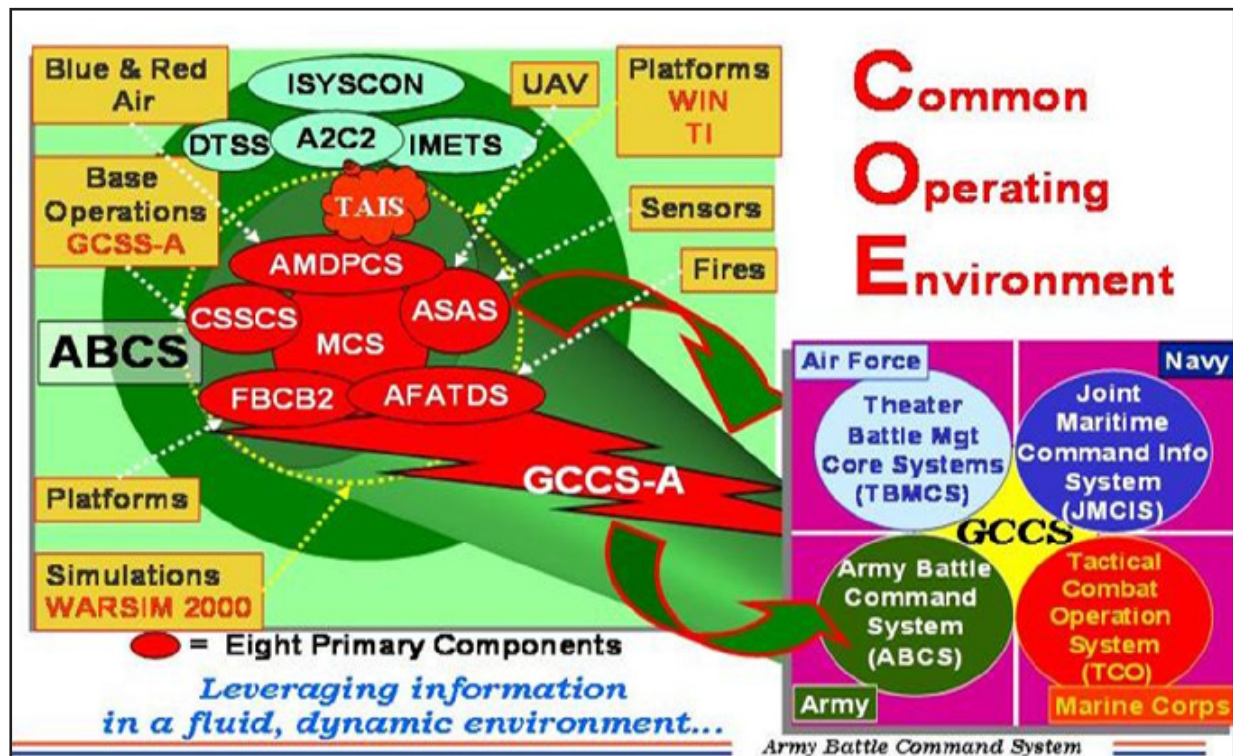 Blue & Red
Air
ISYSCON
UAV
Platforms
WIN
TI
DTSS
A2C2
IMETS
Base
Operations
GCSS-A
TAIS
Sensors
Fires
AMDPCS
CSSCS
ASAS
MCS
ABCS
FBCB2
AFATDS
GCCS-A
Platforms
Simulations
WARSIM 2000
= Eight Primary Components
Leveraging information
in a fluid, dynamic environment...
Common
Operating
Environment
Air Force
Navy
Theater
Battle Mgt
Core Systems
(TBMCS)
Joint
Maritime
Command Info
System
(JMCIS)
GCCS
Army Battle
Command
System
(ABCS)
Tactical
Combat
Operation
System
(TCO)
Army
Marine Corps
Army Battle Command System